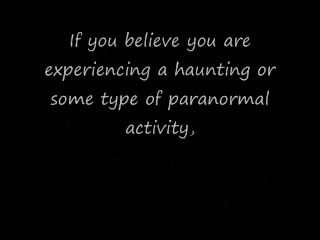 If you believe you are
experiencing a haunting or
some type of paranormal
activity,